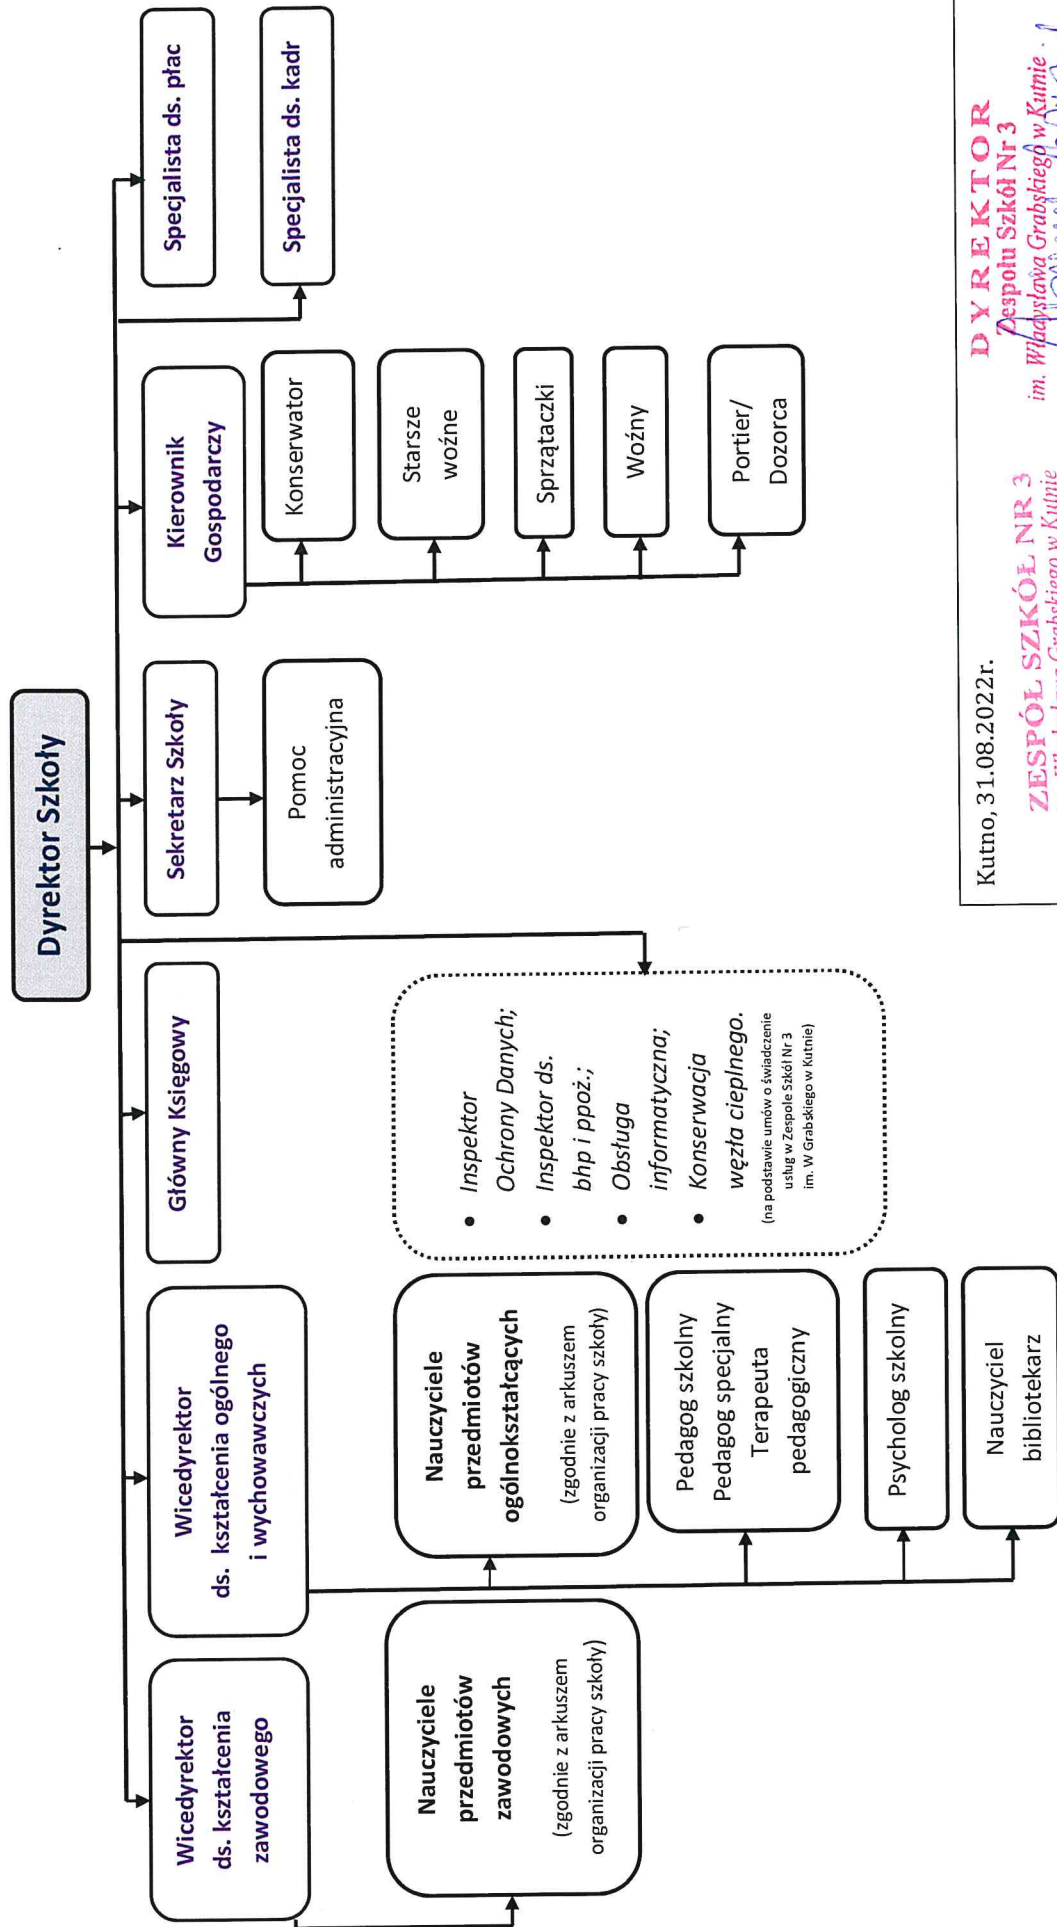 Dyrektor Szkoły
Wicedyrektor
ds. kształcenia
zawodowego
Wicedyrektor
ds. kształcenia ogólnego
i wychowawczych
Główny Księgowy
Sekretarz Szkoły
Kierownik
Gospodarczy
Specjalista ds. płac
Specjalista ds. kadr
Nauczyciele
przedmiotów
zawodowych
(zgodnie z arkuszem
organizacji pracy szkoły)
Nauczyciele
przedmiotów
ogólnokształcących
(zgodnie z arkuszem
organizacji pracy szkoły)
Pedagog szkolny
Pedagog specjalny
Terapeuta
pedagogiczny
Psycholog szkolny
Nauczyciel
bibliotekarz
• Inspektor
Ochrony Danych;
• Inspektor ds.
bhp i ppoż.;
• Obsługa
informatyczna;
• Konserwacja
węzła cieplnego.
(na podstawie umów o świadczenie
usług w Zespole Szkół Nr 3
im. W Grabskiego w Kutnie)
Pomoc
administracyjna
Konserwator
Starsze
woźne
Sprzątaczki
Woźny
Portier/
Dozorca
Kutno, 31.08.2022r.
ZESPÓŁ SZKÓŁ NR 3
Władysława Grabskiego w Kutnie
DYREKTOR
Zespołu Szkół Nr 3
im. Władysława Grabskiego w Kutnie